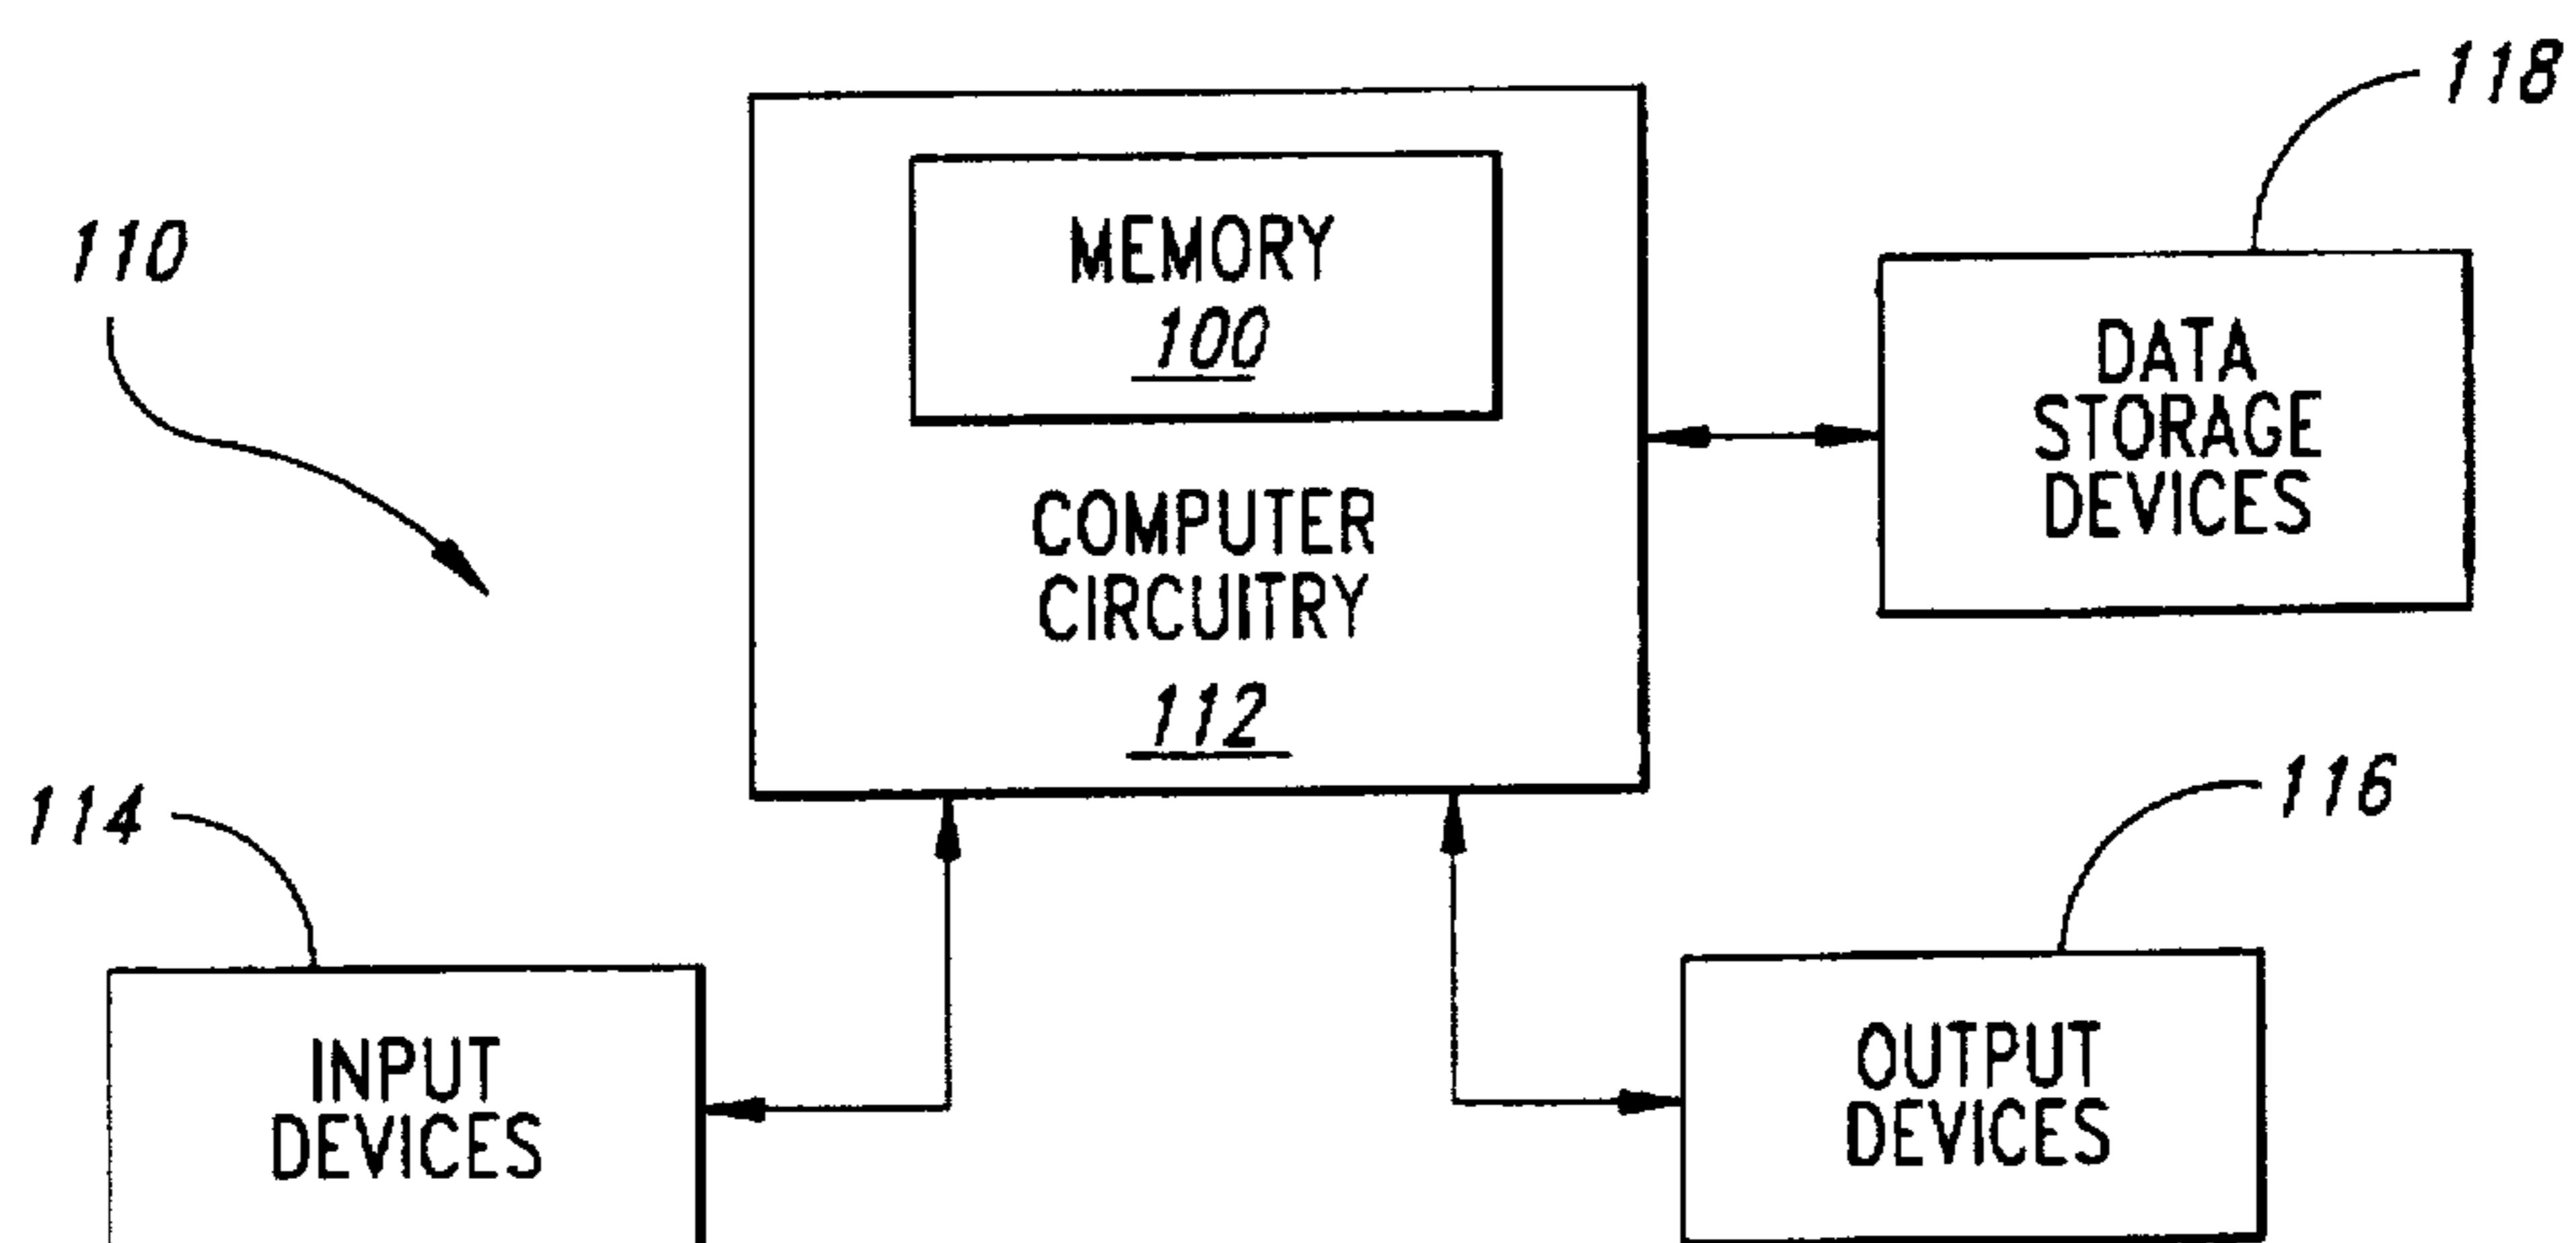 118
110
MEMORY
100
DATA
STORAGE
DEVICES
COMPUTER
CIRCUITRY
112
114
116
INPUT
DEVICES
OUTPUT
DEVICES